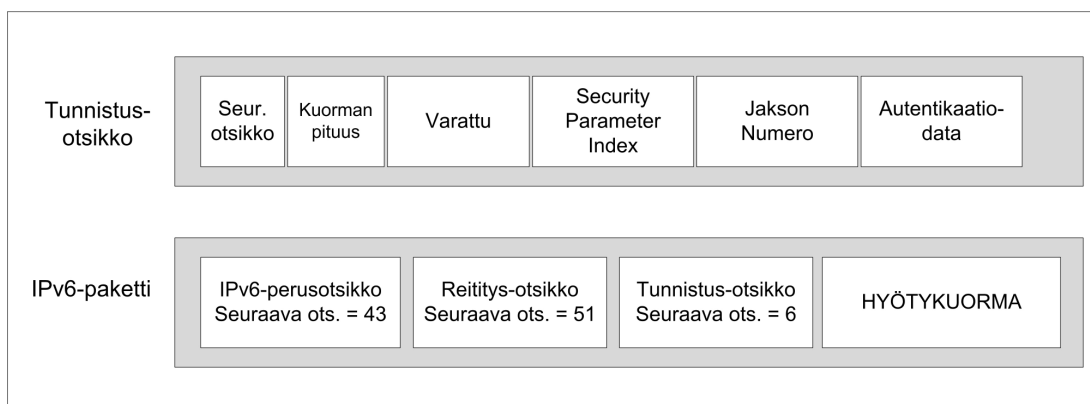 Tunnistus-
otsikko
Seur.
otsikko
Kuorman
pituus
Varattu
Security
Parameter
Index
Jakson
Numero
Autentikaatio-
data
IPv6-paketti
IPv6-perusotsikko
Seuraava ots. = 43
Reititys-otsikko
Seuraava ots. = 51
Tunnistus-otsikko
Seuraava ots. = 6
HYÖTYKUORMA